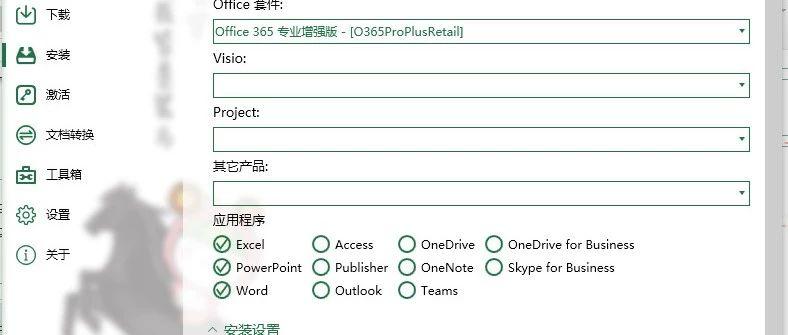 下载
安装
激活
文档转换
工具箱
设置
关于
Office 套件:
Office 365 专业增强版 - [O365ProPlusRetail]
Visio:
Project:
其它产品:
应用程序
Excel Access OneDrive OneDrive for Business
PowerPoint Publisher OneNote Skype for Business
Word Outlook Teams
安装设置